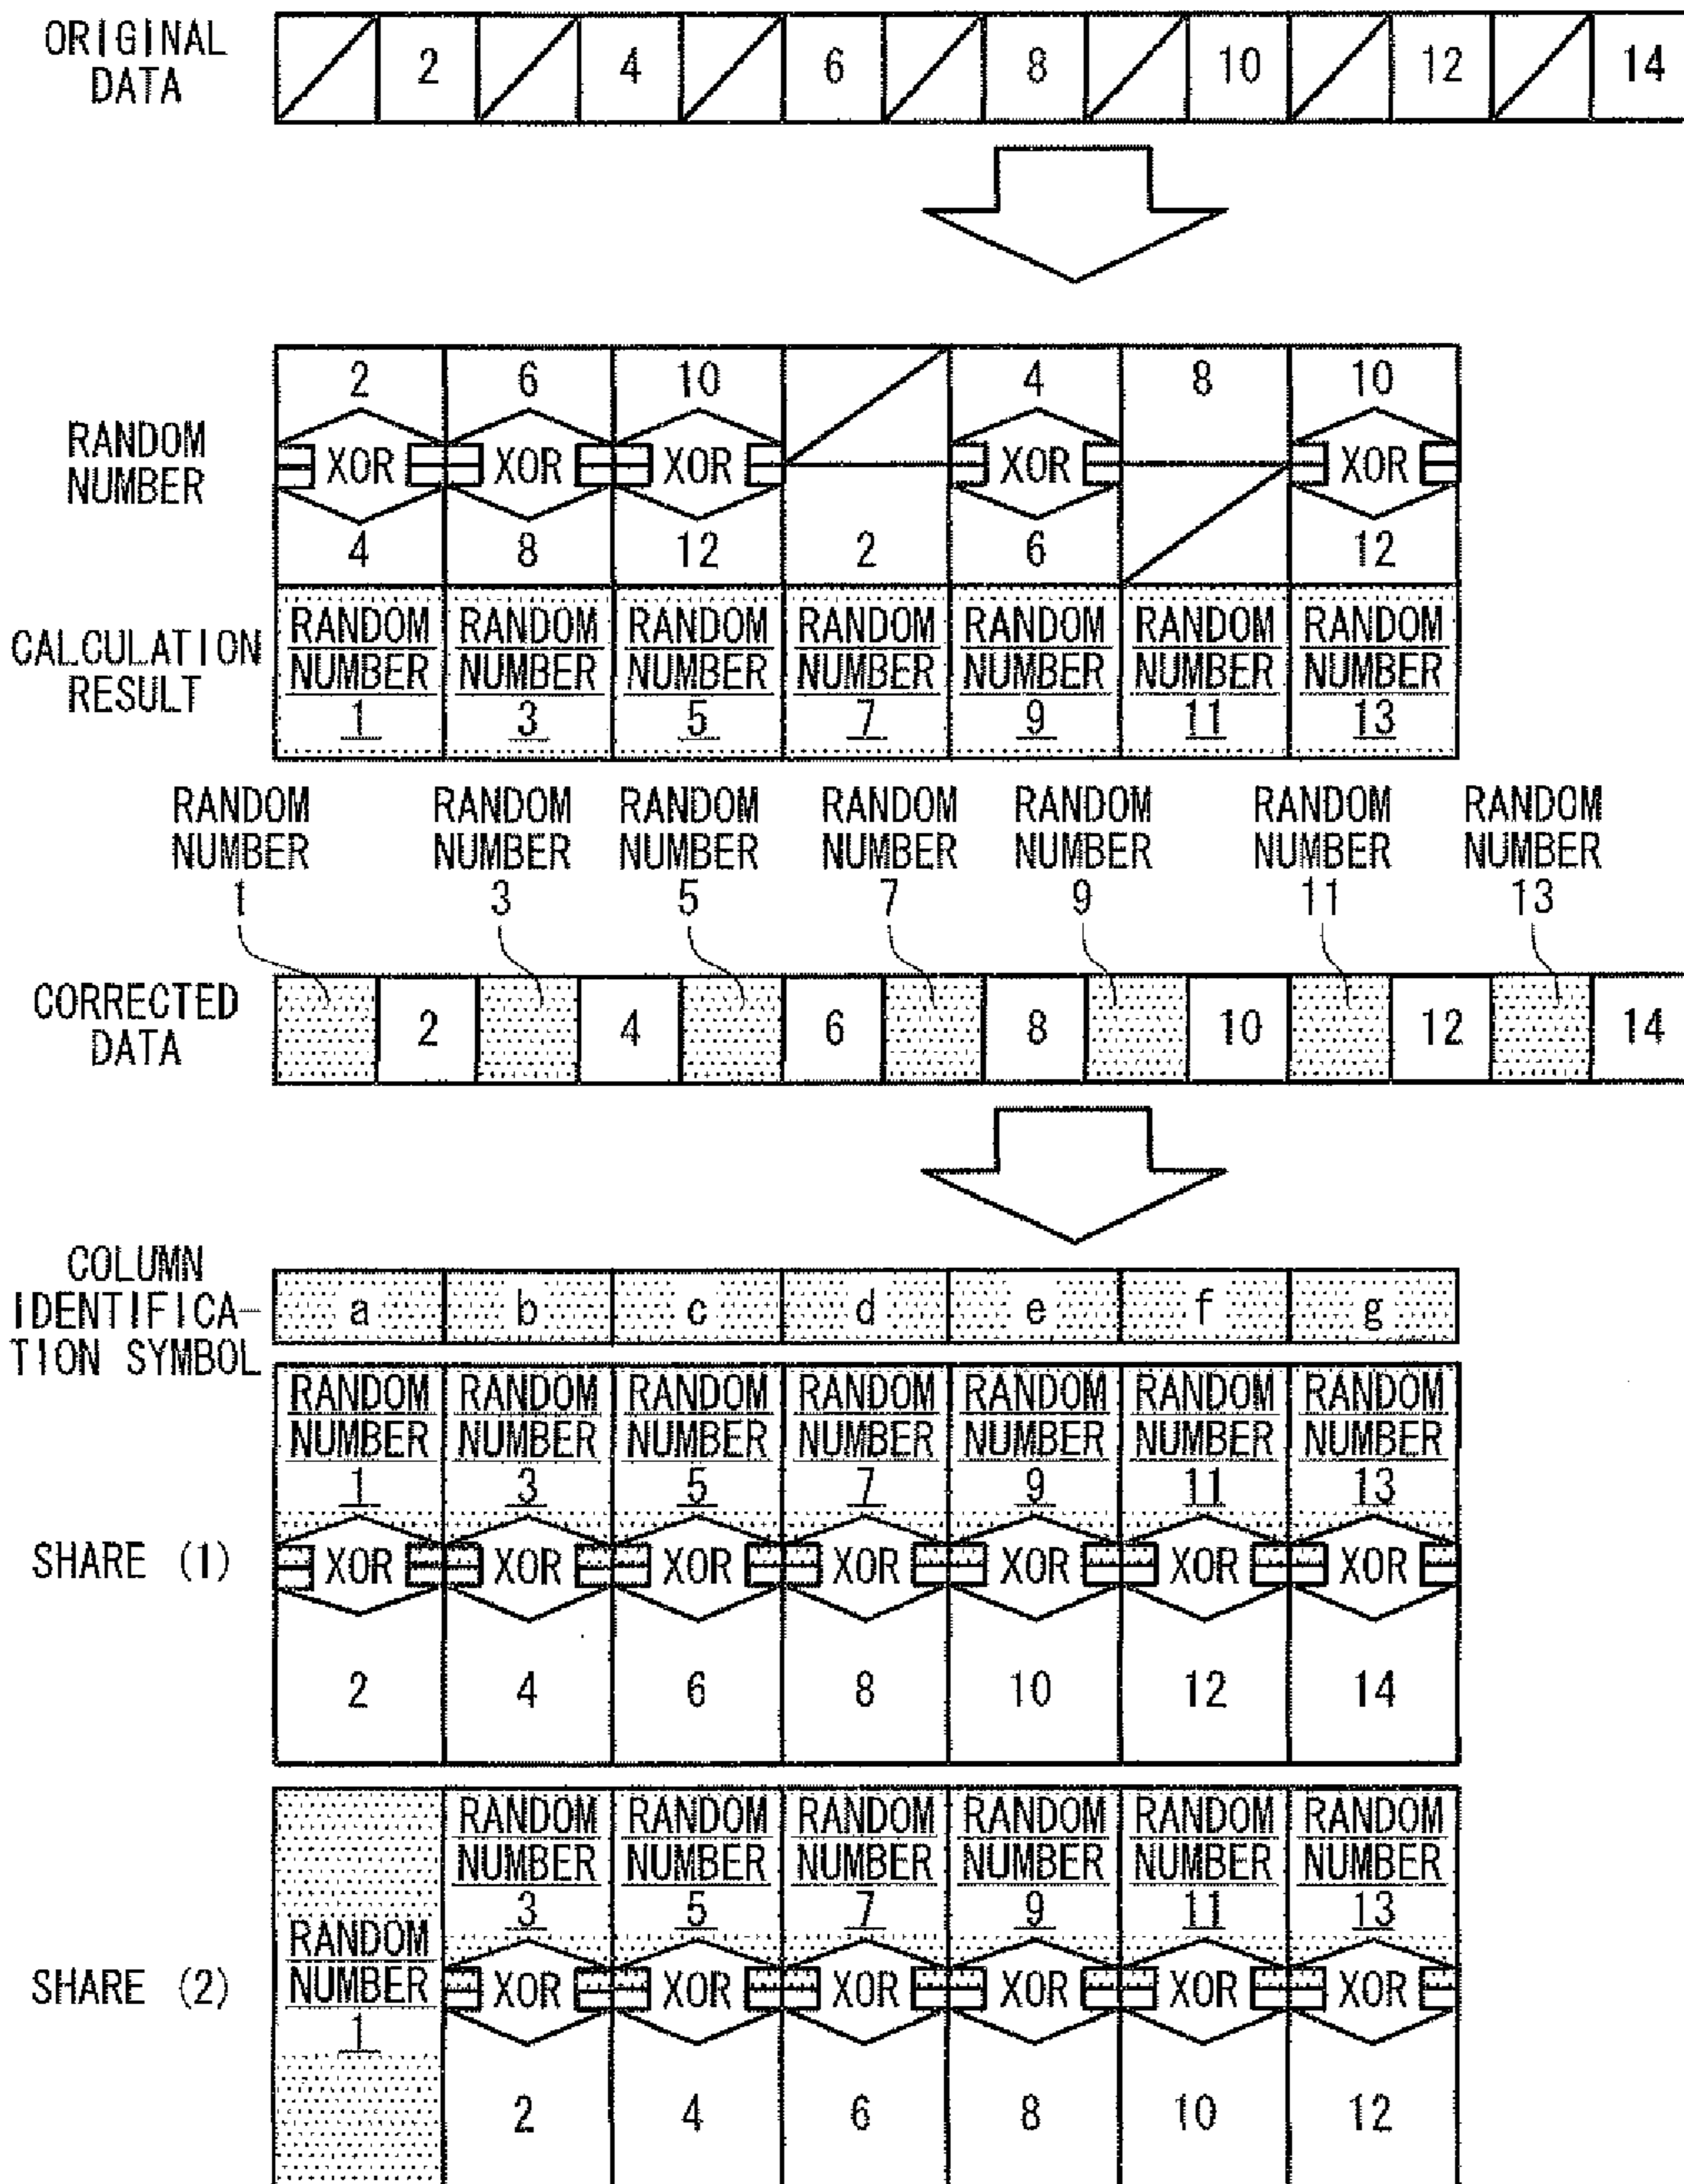 ORIGINAL
DATA
2 4 6 8 10 12 14
RANDOM
NUMBER
2 6 10 4 8 10
XOR XOR XOR XOR XOR
4 8 12 2 6 12
CALCULATION
RESULT
RANDOM RANDOM RANDOM RANDOM RANDOM RANDOM RANDOM
NUMBER NUMBER NUMBER NUMBER NUMBER NUMBER NUMBER
1 3 5 7 9 11 13
RANDOM RANDOM RANDOM RANDOM RANDOM RANDOM RANDOM
NUMBER NUMBER NUMBER NUMBER NUMBER NUMBER NUMBER
1 3 5 7 9 11 13
CORRECTED
DATA
2 4 6 8 10 12 14
COLUMN
IDENTIFICA-
TION SYMBOL
a b c d e f g
RANDOM RANDOM RANDOM RANDOM RANDOM RANDOM RANDOM
NUMBER NUMBER NUMBER NUMBER NUMBER NUMBER NUMBER
1 3 5 7 9 11 13
SHARE (1)
XOR XOR XOR XOR XOR XOR XOR
2 4 6 8 10 12 14
RANDOM RANDOM RANDOM RANDOM RANDOM RANDOM
NUMBER NUMBER NUMBER NUMBER NUMBER NUMBER
3 5 7 9 11 13
SHARE (2)
RANDOM
NUMBER
1
XOR XOR XOR XOR XOR XOR
2 4 6 8 10 12